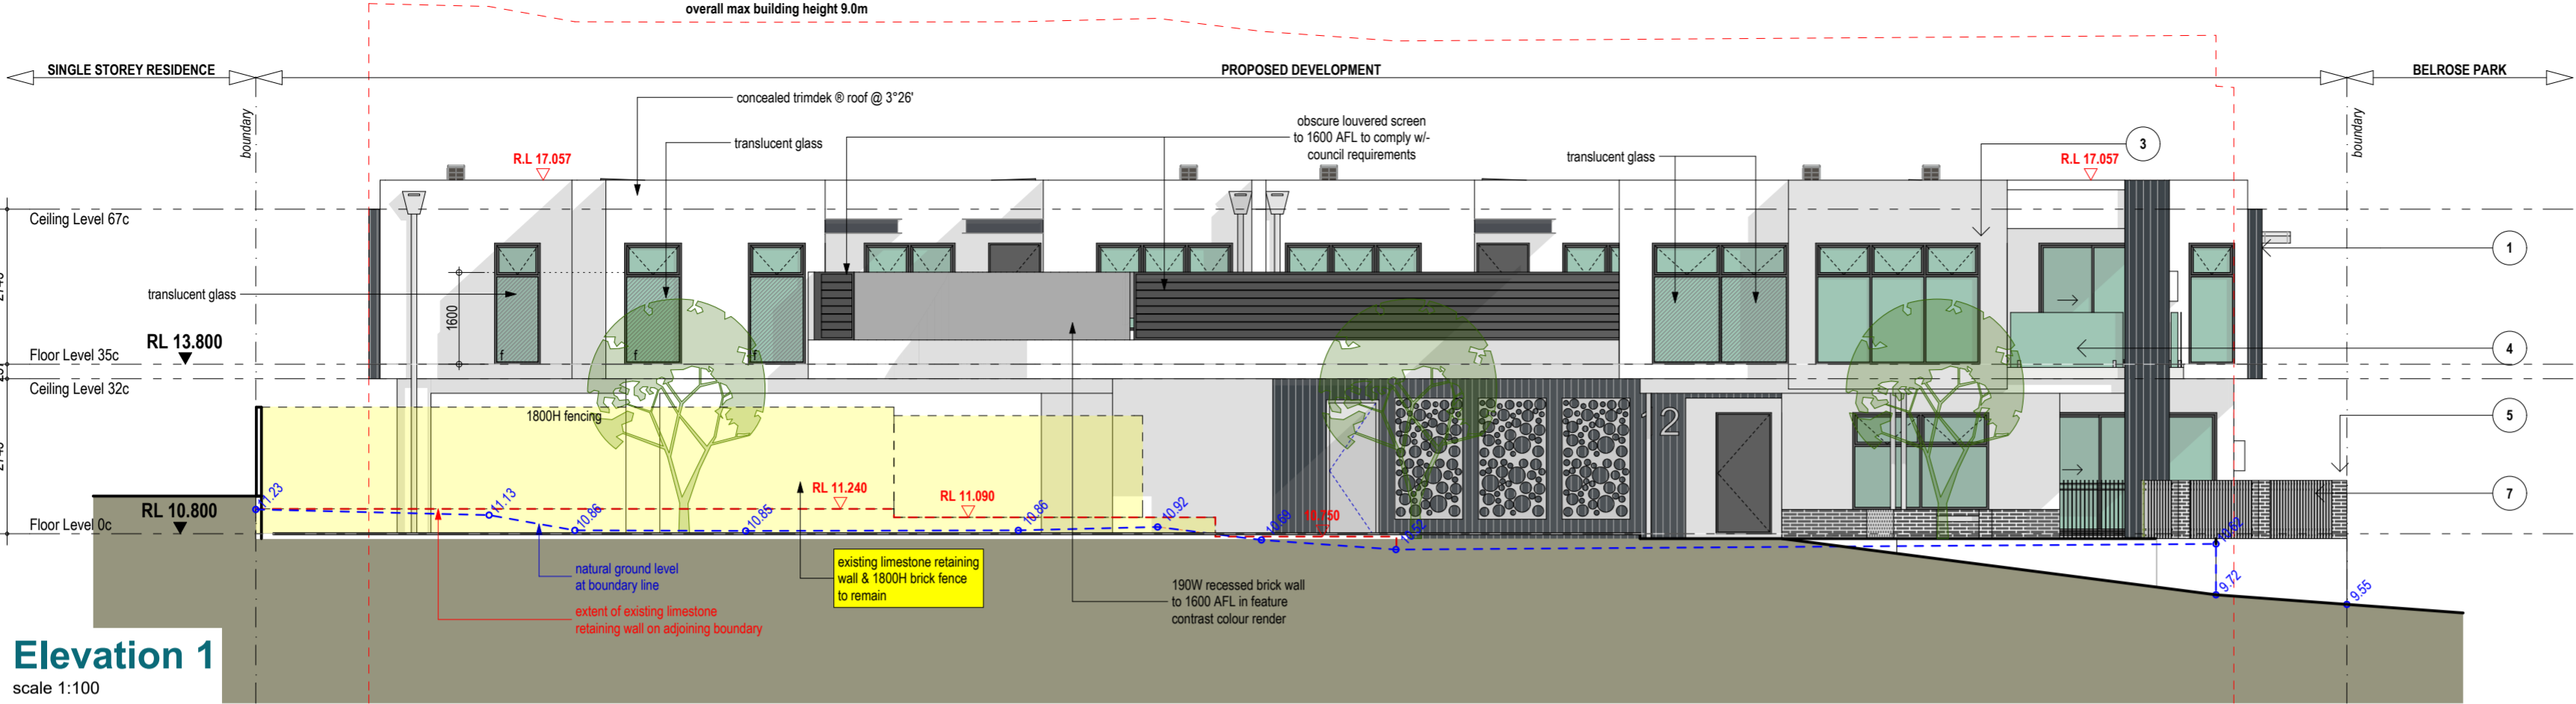 overall max building height 9.0m
SINGLE STOREY RESIDENCE
PROPOSED DEVELOPMENT
BELROSE PARK
boundary
boundary
concealed trimdek ® roof @ 3°26'
translucent glass
obscure louvered screen
to 1600 AFL to comply w/-
council requirements
translucent glass
3
R.L 17.057
R.L 17.057
Ceiling Level 67c
1
translucent glass
1600
RL 13.800
Floor Level 35c
4
f
f
f
Ceiling Level 32c
1800H fencing
12
5
RL 11.240
RL 11.090
7
11.23
11.13
10.86
10.85
10.86
10.92
10.69
10.52
RL 10.800
Floor Level 0c
natural ground level
at boundary line
existing limestone retaining
wall & 1800H brick fence
to remain
190W recessed brick wall
to 1600 AFL in feature
contrast colour render
9.72
9.55
extent of existing limestone
retaining wall on adjoining boundary
Elevation 1
scale 1:100